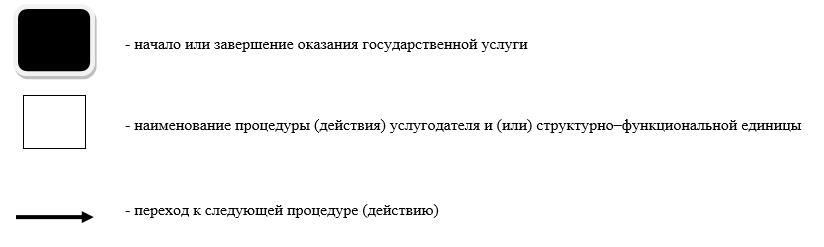 - начало или завершение оказания государственной услуги
- наименование процедуры (действия) услугодателя и (или) структурно–функциональной единицы
- переход к следующей процедуре (действию)